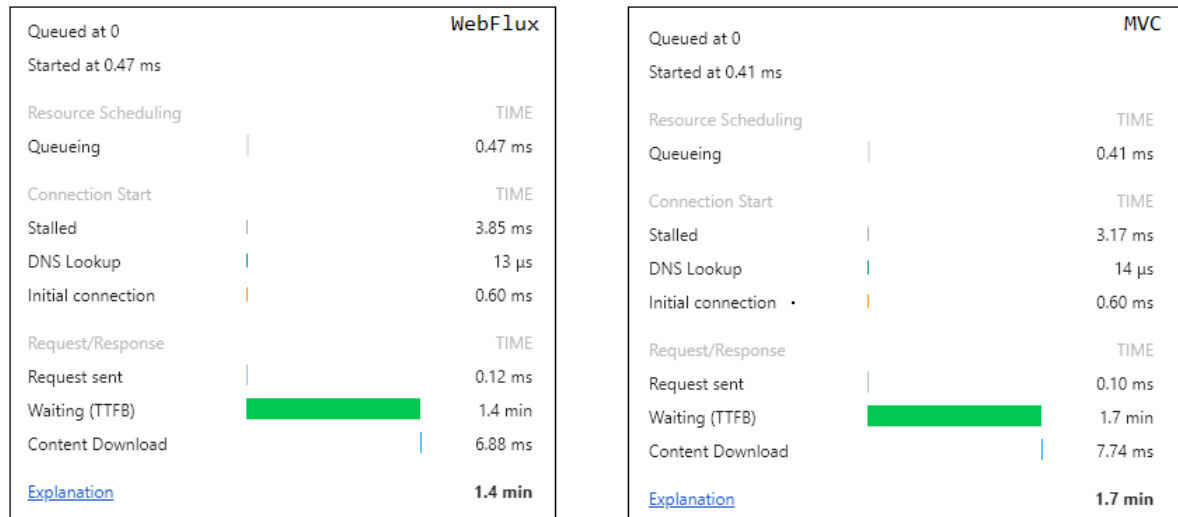 WebFlux
Queued at 0
Started at 0.47 ms
Resource Scheduling TIME
Queueing 0.47 ms
Connection Start TIME
Stalled 3.85 ms
DNS Lookup 13 μs
Initial connection 0.60 ms
Request/Response TIME
Request sent 0.12 ms
Waiting (TTFB) 1.4 min
Content Download 6.88 ms
Explanation 1.4 min
MVC
Queued at 0
Started at 0.41 ms
Resource Scheduling TIME
Queueing 0.41 ms
Connection Start TIME
Stalled 3.17 ms
DNS Lookup 14 μs
Initial connection 0.60 ms
Request/Response TIME
Request sent 0.10 ms
Waiting (TTFB) 1.7 min
Content Download 7.74 ms
Explanation 1.7 min